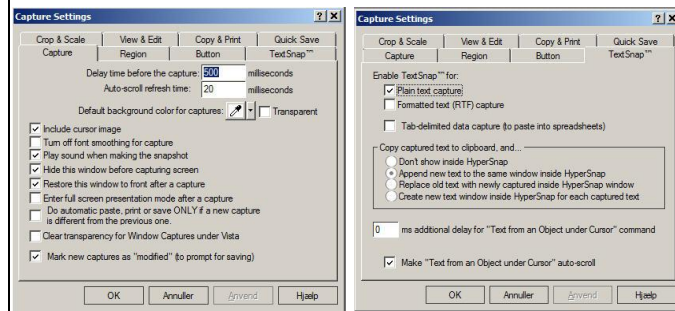 Capture Settings
Crop & Scale View & Edit Copy & Print Quick Save
Capture Region Button TextSnap™
Delay time before the capture: 500 milliseconds
Auto-scroll refresh time: 20 milliseconds
Default background color for captures: Transparent
Include cursor image
Turn off font smoothing for capture
Play sound when making the snapshot
Hide this window before capturing screen
Restore this window to front after a capture
Enter full screen presentation mode after a capture
Do automatic paste, print or save ONLY if a new capture
is different from the previous one.
Clear transparency for Window Captures under Vista
Mark new captures as "modified" (to prompt for saving)
OK Annuller Anvend Hjælp
Capture Settings
Crop & Scale View & Edit Copy & Print Quick Save
Capture Region Button TextSnap™
Enable TextSnap™ for:
Plain text capture
Formatted text (RTF) capture
Tab-delimited data capture (to paste into spreadsheets)
Copy captured text to clipboard, and...
Don't show inside HyperSnap
Append new text to the same window inside HyperSnap
Replace old text with newly captured inside HyperSnap window
Create new text window inside HyperSnap for each captured text
0 ms additional delay for "Text from an Object under Cursor" command
Make "Text from an Object under Cursor" auto-scroll
OK Annuller Anvend Hjælp